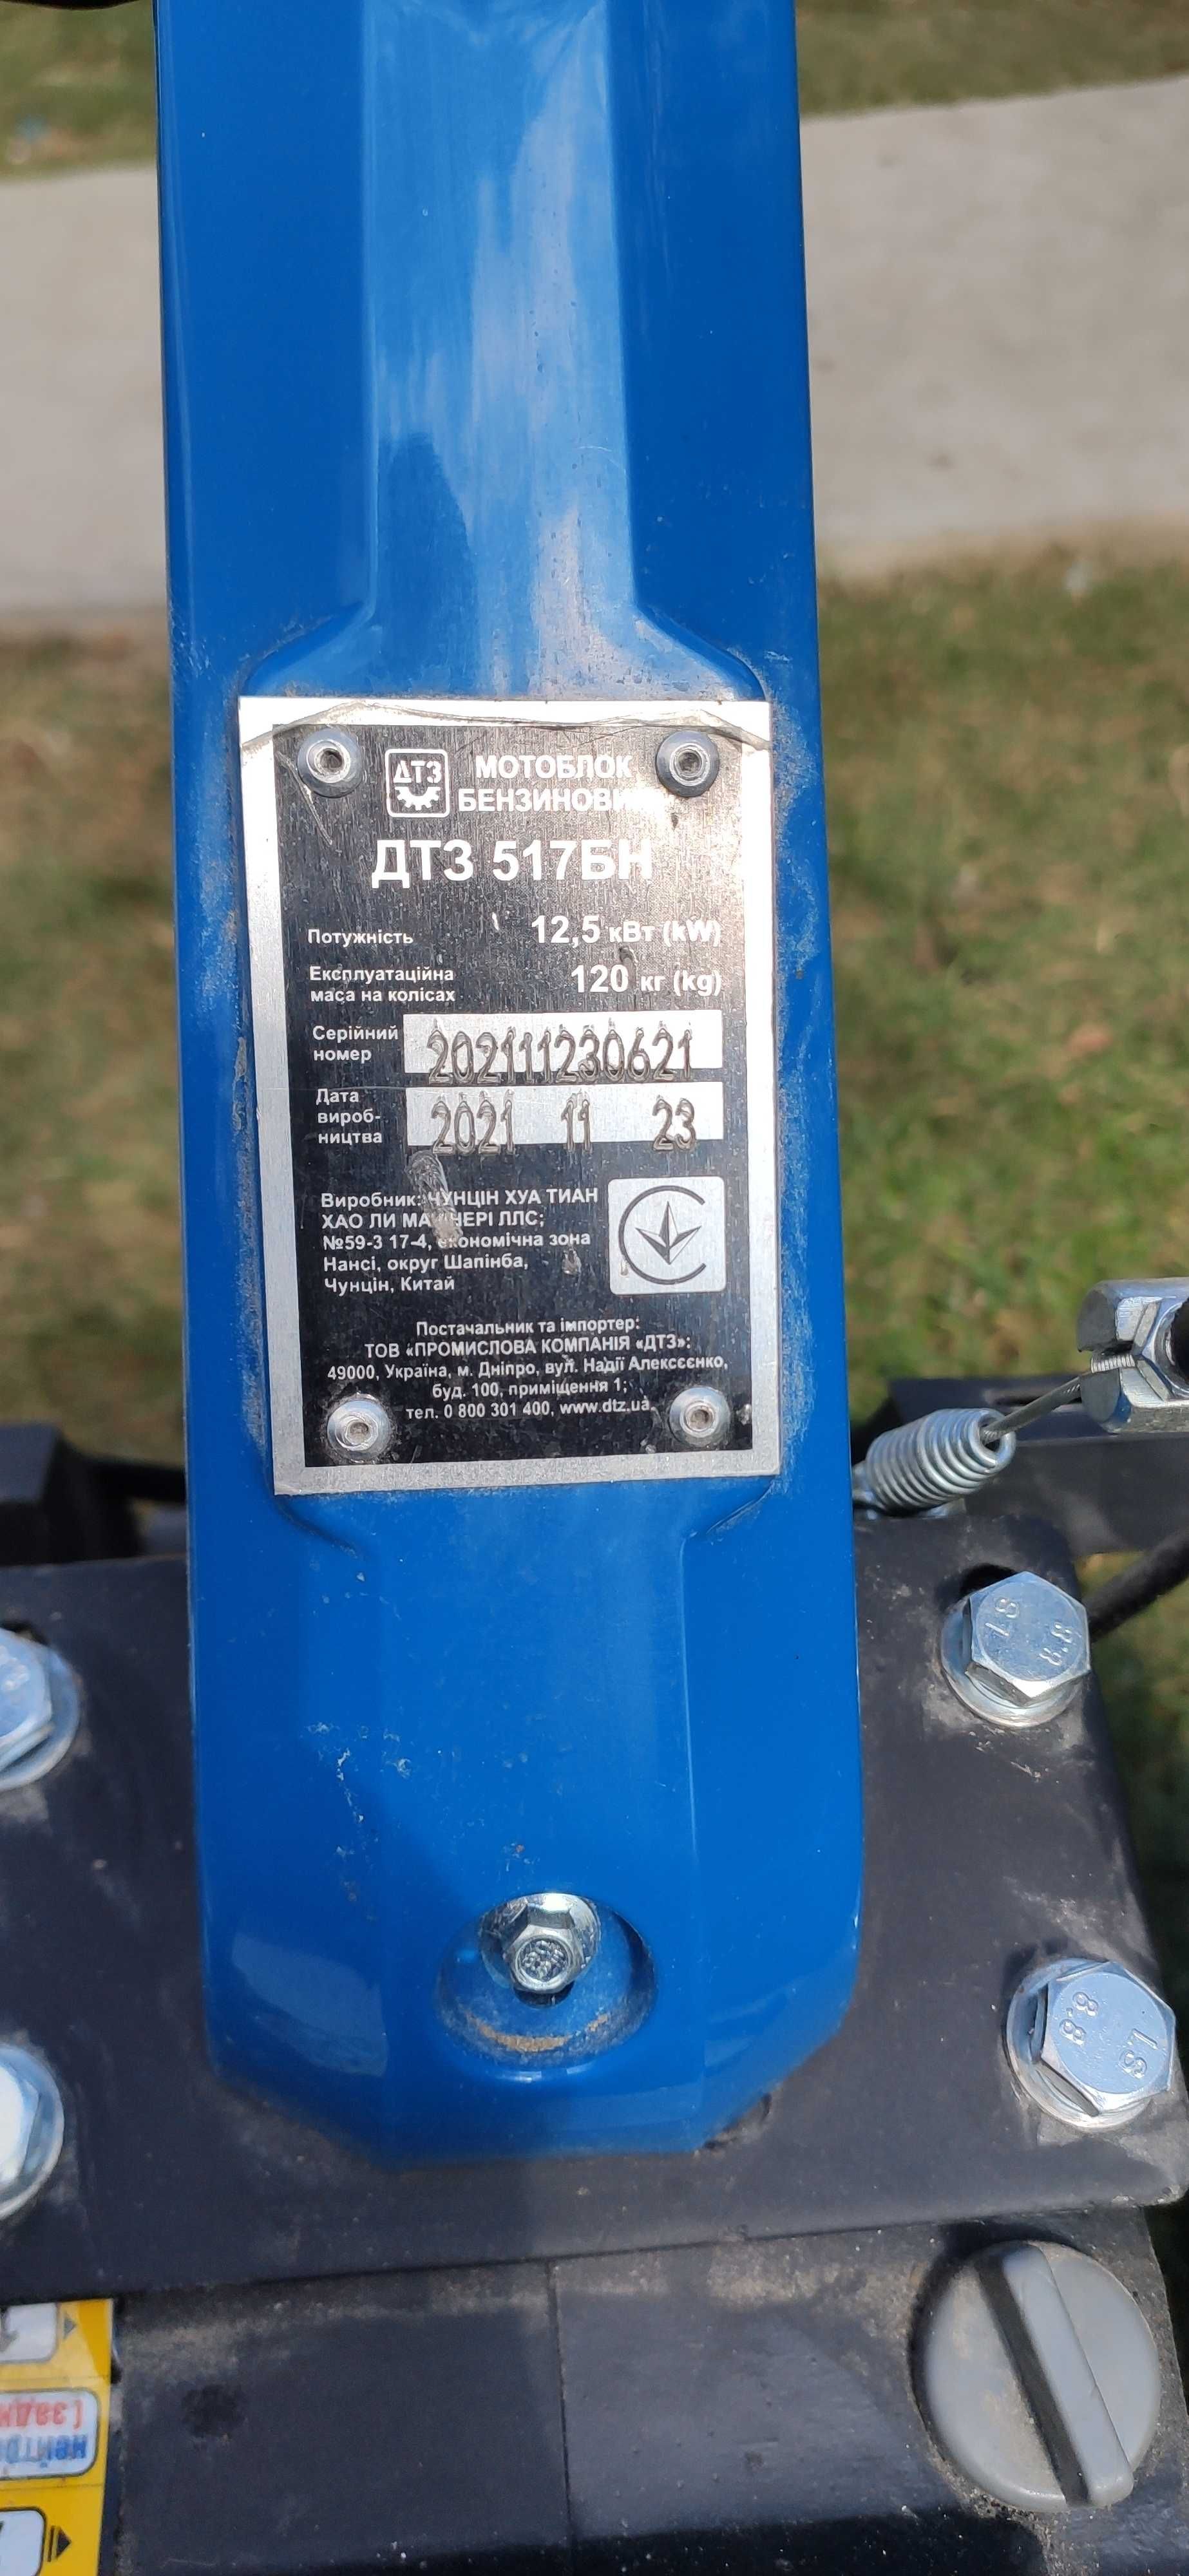 ДТЗ
МОТОБЛОК
БЕНЗИНОВИЙ
ДТЗ 517БН
Потужність 12,5 кВт (kW)
Експлуатаційна
маса на колісах 120 кг (kg)
Серійний
номер 202111230621
Дата
вироб-
ництва 2021 11 23
Виробник: ЧУНЦІН ХУА ТИАН
ХАО ЛИ МАШИНЕРІ ЛЛС;
№59-3 17-4, економічна зона
Нансі, округ Шапінба,
Чунцін, Китай
Постачальник та імпортер:
ТОВ «ПРОМИСЛОВА КОМПАНІЯ «ДТЗ»:
49000, Україна, м. Дніпро, вул. Надії Алексєєнко,
буд. 100, приміщення 1;
тел. 0 800 301 400, www.dtz.ua.
8.8
8.8